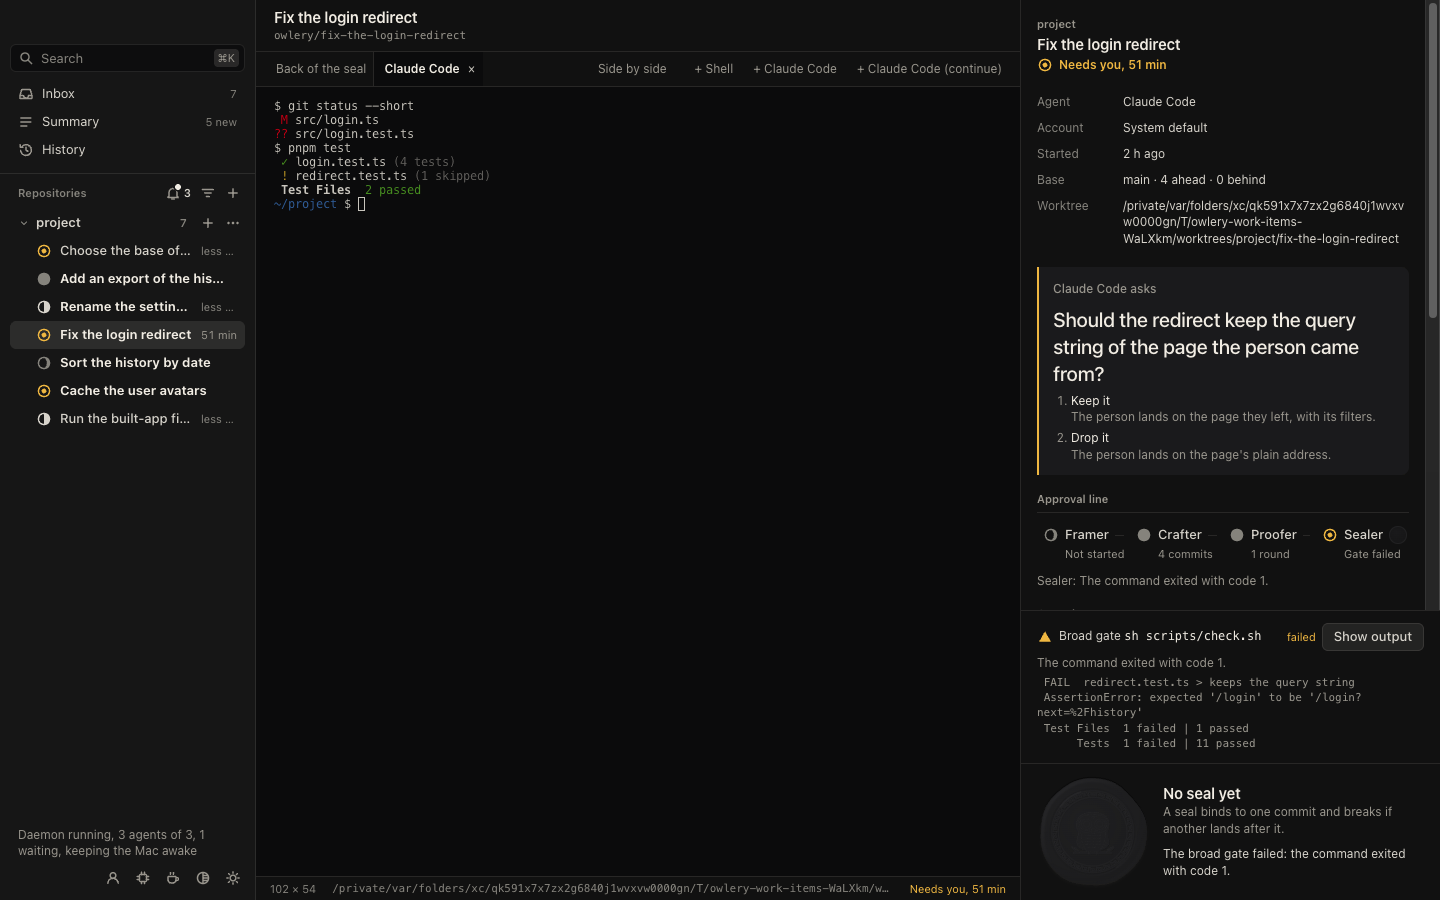 Search ⌘K
Inbox 7
Summary 5 new
History
Repositories 3
project 7
Choose the base of... less ...
Add an export of the his...
Rename the settin... less ...
Fix the login redirect 51 min
Sort the history by date
Cache the user avatars
Run the built-app fi... less ...
Daemon running, 3 agents of 3, 1
waiting, keeping the Mac awake
Fix the login redirect
owlery/fix-the-login-redirect
Back of the seal Claude Code × Side by side + Shell + Claude Code + Claude Code (continue)
$ git status --short
M src/login.ts
?? src/login.test.ts
$ pnpm test
✓ login.test.ts (4 tests)
! redirect.test.ts (1 skipped)
Test Files 2 passed
~/project $
102 × 54 /private/var/folders/xc/qk591x7x7zx2g6840j1wvxvw0000gn/T/owlery-work-items-WaLXkm/w… Needs you, 51 min
project
Fix the login redirect
Needs you, 51 min
Agent Claude Code
Account System default
Started 2 h ago
Base main · 4 ahead · 0 behind
Worktree /private/var/folders/xc/qk591x7x7zx2g6840j1wvxv
w0000gn/T/owlery-work-items-
WaLXkm/worktrees/project/fix-the-login-redirect
Claude Code asks
Should the redirect keep the query
string of the page the person came
from?
1. Keep it
The person lands on the page they left, with its filters.
2. Drop it
The person lands on the page's plain address.
Approval line
Framer Crafter Proofer Sealer
Not started 4 commits 1 round Gate failed
Sealer: The command exited with code 1.
Broad gate sh scripts/check.sh failed Show output
The command exited with code 1.
FAIL redirect.test.ts > keeps the query string
AssertionError: expected '/login' to be '/login?
next=%2Fhistory'
Test Files 1 failed | 1 passed
Tests 1 failed | 11 passed
No seal yet
A seal binds to one commit and breaks if
another lands after it.
The broad gate failed: the command exited
with code 1.